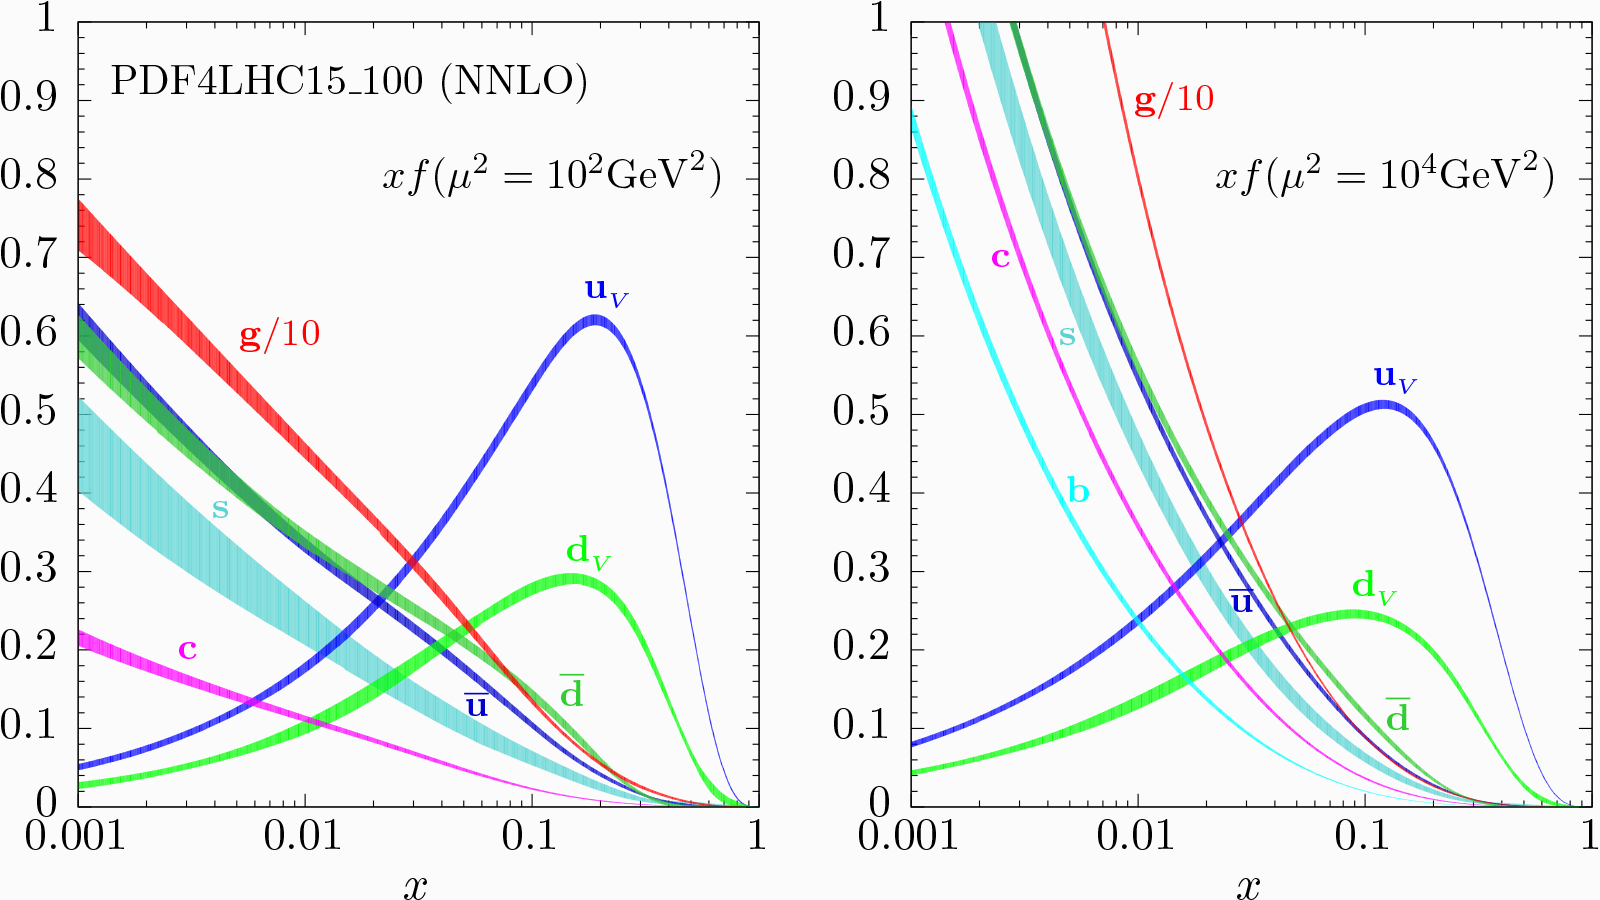 1
0.9
0.8
0.7
0.6
0.5
0.4
0.3
0.2
0.1
0
0.001 0.01 0.1 1
x
PDF4LHC15_100 (NNLO)
xf(μ² = 10²GeV²)
g/10
u_V
s
d_V
c
u̅
d̅
1
0.9
0.8
0.7
0.6
0.5
0.4
0.3
0.2
0.1
0
0.001 0.01 0.1 1
x
g/10
xf(μ² = 10⁴GeV²)
c
s
u_V
b
u̅
d_V
d̅